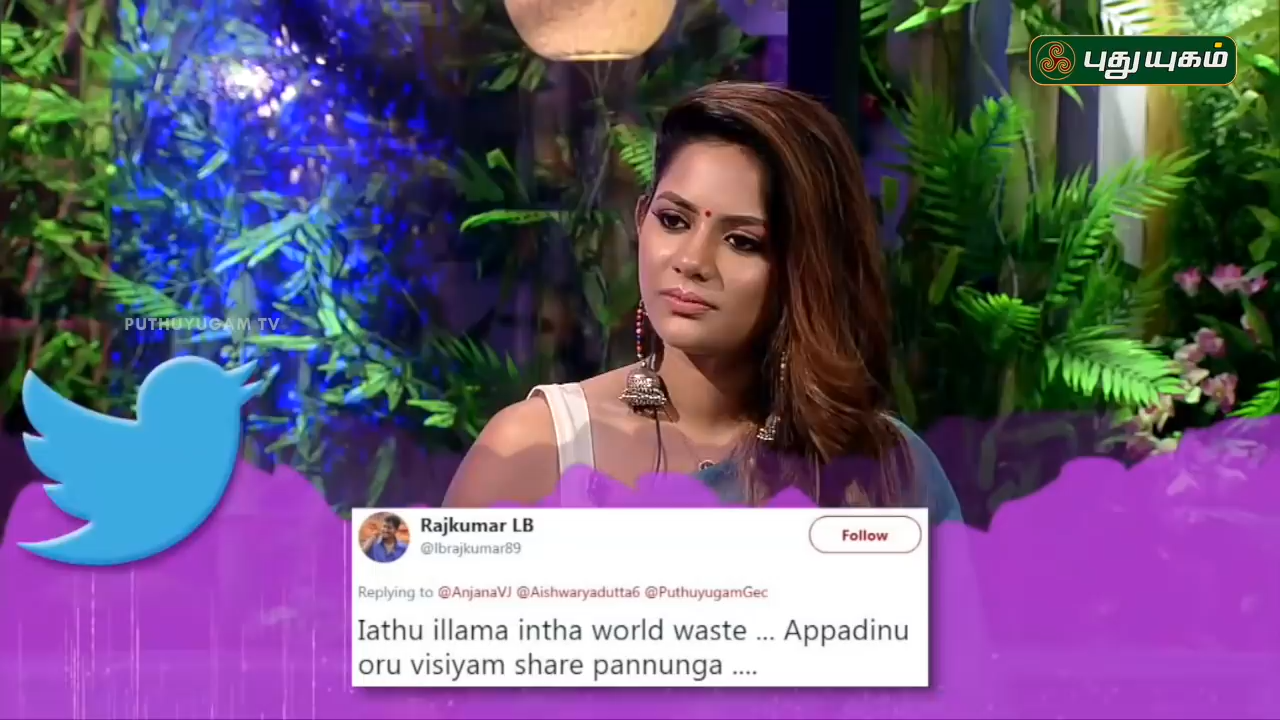 புதுயுகம்
PUTHUYUGAM TV
Rajkumar LB
Follow
@lbrajkumar89
Replying to @AnjanaVJ @Aishwaryadutta6 @PuthuyugamGec
Iathu illama intha world waste ... Appadinu
oru visiyam share pannunga ....